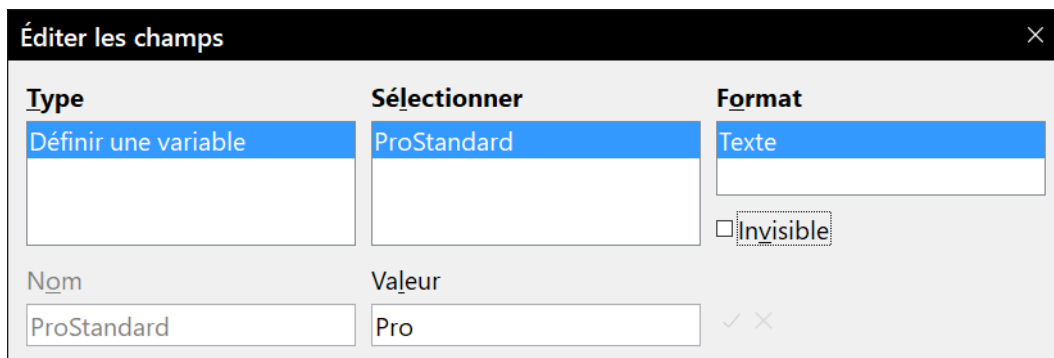 Éditer les champs
Type Sélectionner Format
Définir une variable ProStandard Texte
Invisible
Nom Valeur
ProStandard Pro